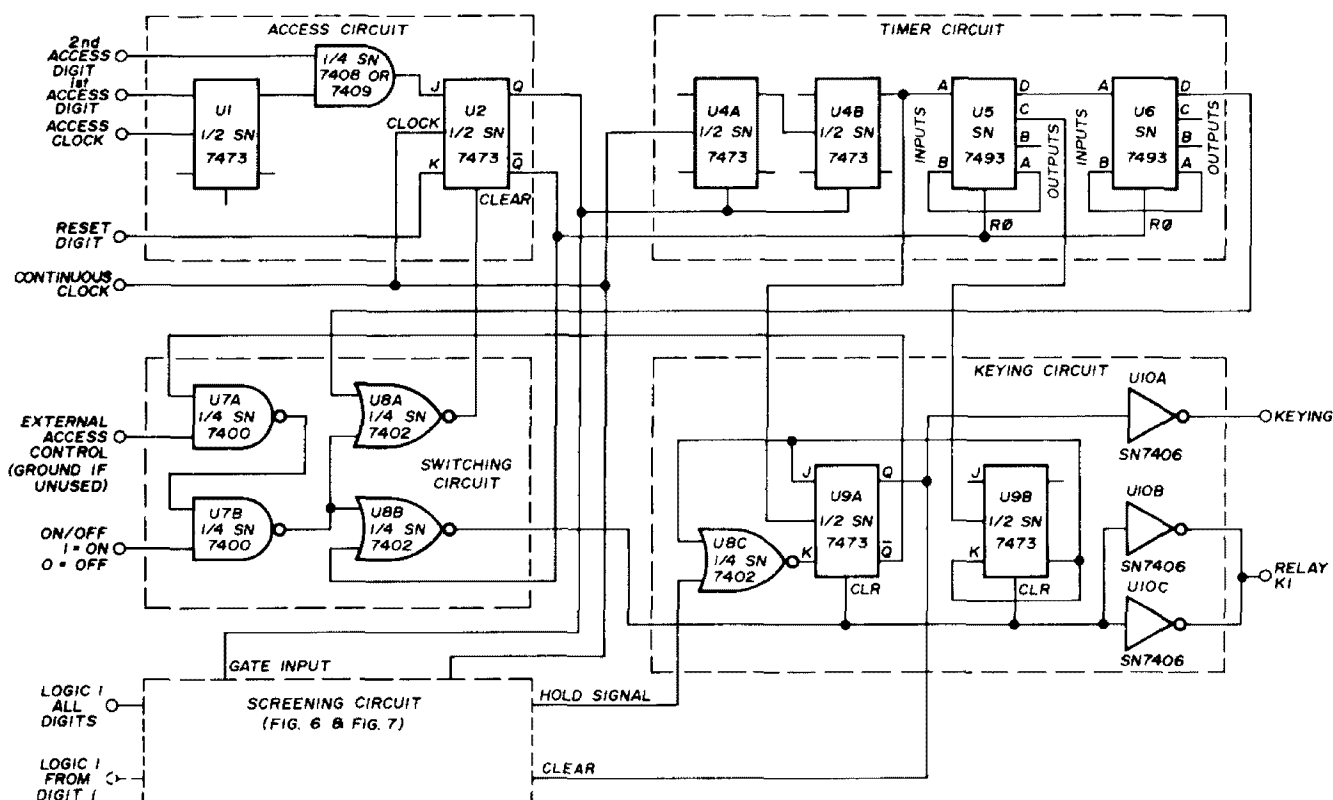 ACCESS CIRCUIT
TIMER CIRCUIT
2nd
ACCESS
DIGIT
1st
ACCESS
DIGIT
ACCESS
CLOCK
RESET
DIGIT
CONTINUOUS
CLOCK
1/4 SN
7408 OR
7409
U1
1/2 SN
7473
J
Q
U2
CLOCK
1/2 SN
K
7473
Q̅
CLEAR
U4A
1/2 SN
7473
U4B
1/2 SN
7473
INPUTS
A
B
U5
SN
7493
D
C
B
A
OUTPUTS
RØ
INPUTS
A
B
U6
SN
7493
D
C
B
A
OUTPUTS
RØ
EXTERNAL
ACCESS
CONTROL
(GROUND IF
UNUSED)
ON/OFF
1 = ON
0 = OFF
U7A
1/4 SN
7400
U8A
1/4 SN
7402
SWITCHING
CIRCUIT
U7B
1/4 SN
7400
U8B
1/4 SN
7402
KEYING CIRCUIT
U10A
SN7406
KEYING
J
Q
U9A
1/2 SN
K
7473
Q̅
CLR
U8C
1/4 SN
7402
J
U9B
1/2 SN
K
7473
CLR
U10B
SN7406
U10C
SN7406
RELAY
K1
GATE INPUT
LOGIC 1
ALL
DIGITS
SCREENING CIRCUIT
(FIG. 6 & FIG. 7)
HOLD SIGNAL
LOGIC 1
FROM
DIGIT 1
CLEAR